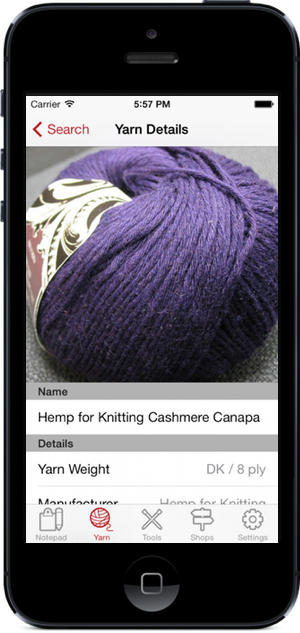 Carrier 5:57 PM
Search Yarn Details
Name
Hemp for Knitting Cashmere Canapa
Details
Yarn Weight DK / 8 ply
Manufacturer Hemp for Knitting
Notepad Yarn Tools Shops Settings